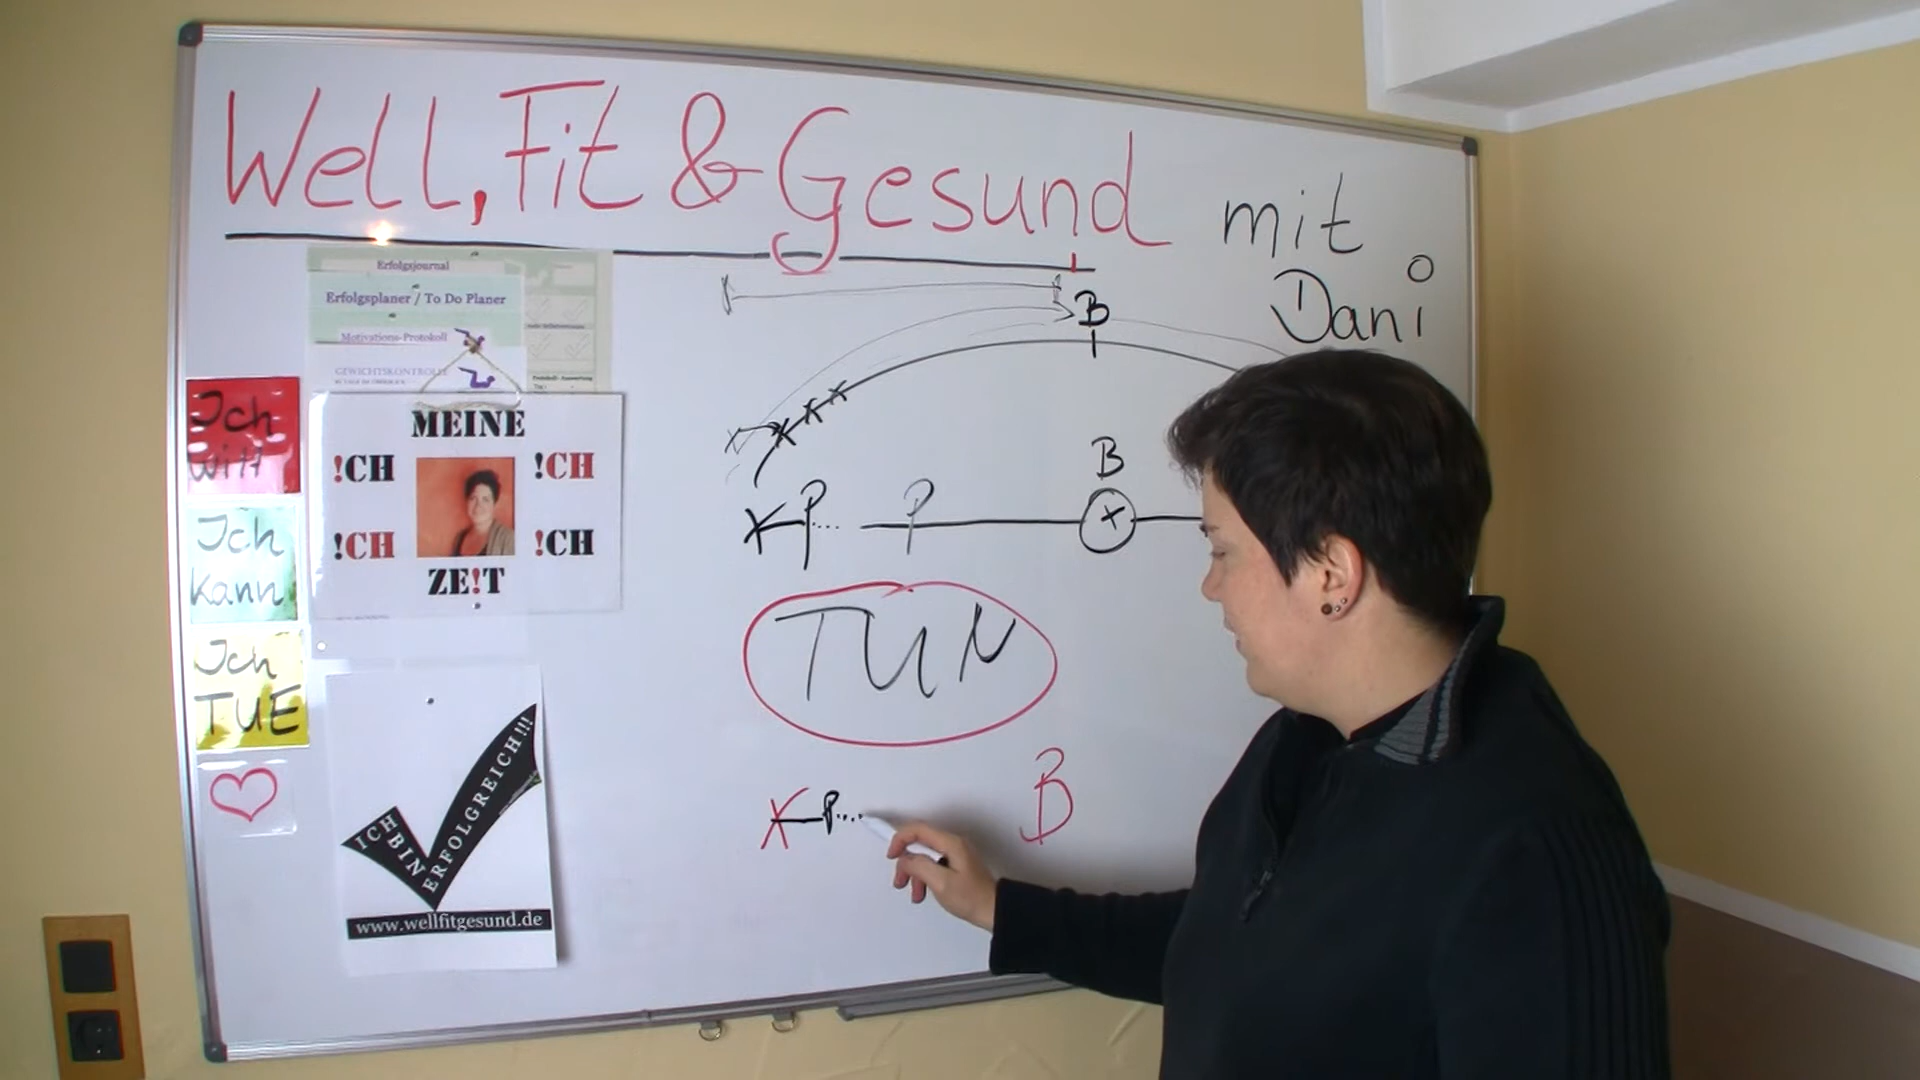 Well, Fit & Gesund mit
Dani
Erfolgsjournal
Erfolgsplaner / To Do Planer
Motivations-Protokoll
GEWICHTSKONTROLLE
Ich
will
Ich
kann
Ich
TUE
MEINE
!CH !CH
!CH !CH
ZE!T
ICH
BIN
ERFOLGREICH!!!
www.wellfitgesund.de
B
x x x x
B
X P.... P x
TUN
X P.... B